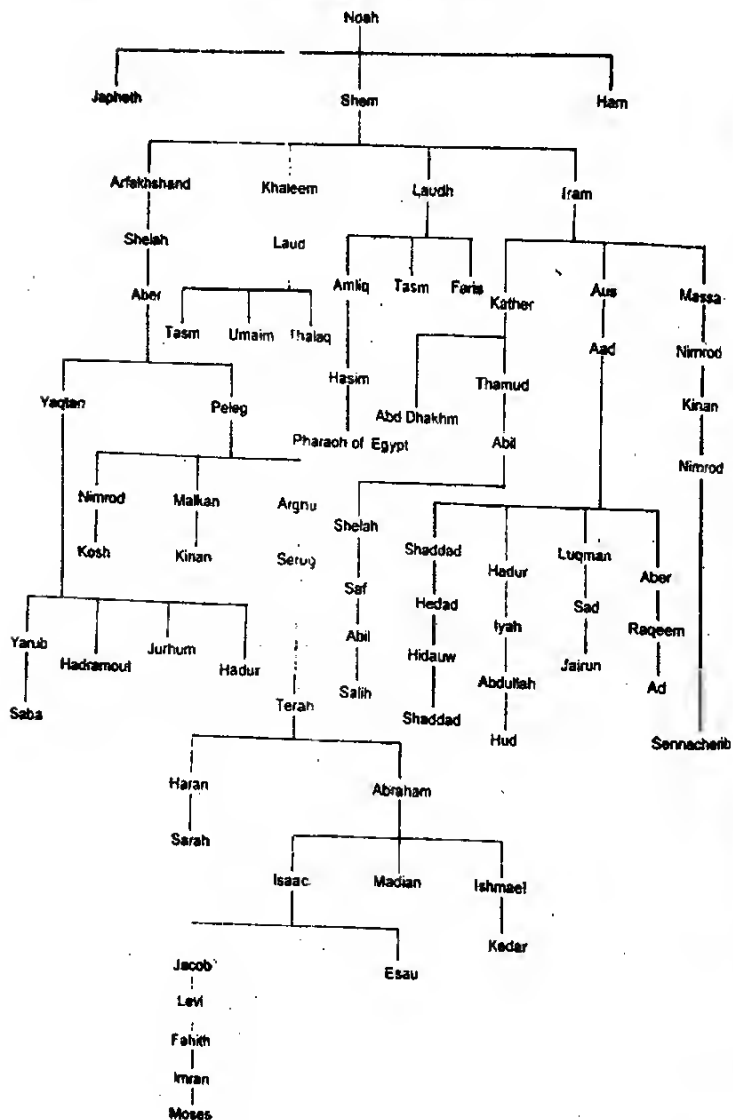 Noah
Japheth Shem Ham
Arfakhshand Khaleem Laudh Iram
Shelah Laud
Aber Amliq Tasm Faris Kather Aus Massa
Tasm Umaim Thalaq Aad Nimrod
Hasim Thamud
Yaqtan Peleg Abd Dhakhm Kinan
Pharaoh of Egypt Abil
Nimrod Malkan Argnu Nimrod
Shelah
Kosh Kinan Serug Shaddad Hadur Luqman Aber
Saf Hedad Iyah Sad Raqeem
Yarub Hadramout Jurhum Hadur Abil Hidauw Jairun
Saba Terah Salih Shaddad Abdullah Ad
Hud Sennacherib
Haran Abraham
Sarah
Isaac Madian Ishmael
Kedar
Jacob Esau
Levi
Fahith
Imran
Moses